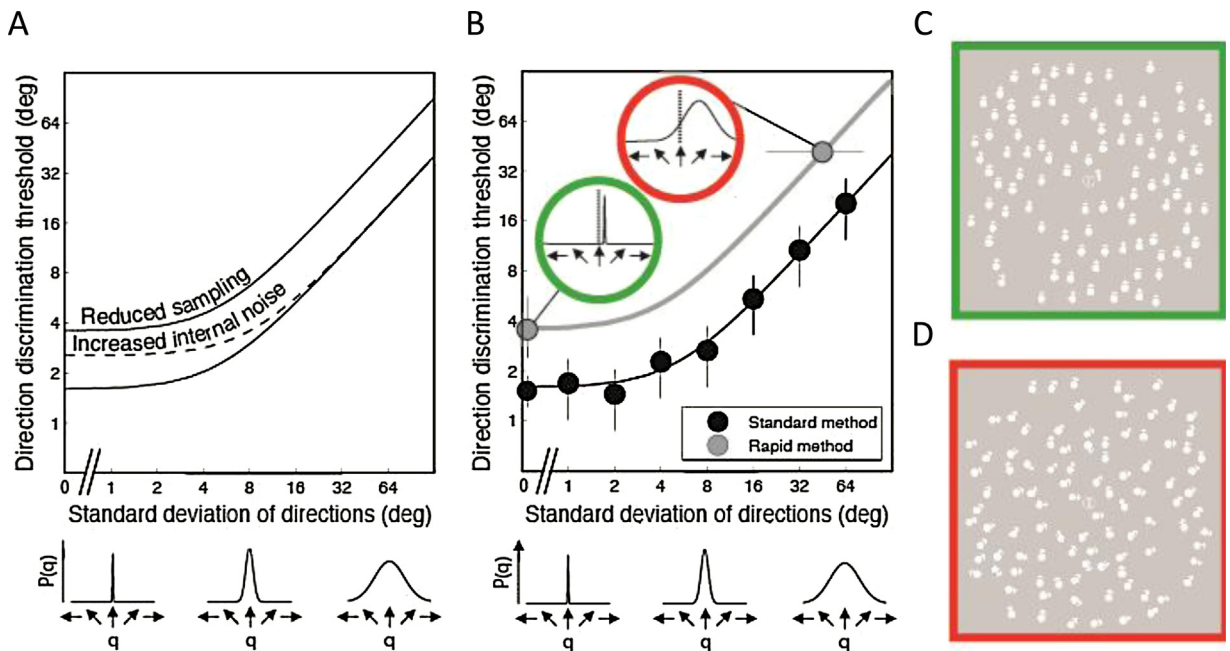 A
B
C
D
Direction discrimination threshold (deg)
64
32
16
8
4
2
1
Reduced sampling
Increased internal noise
0 1 2 4 8 16 32 64
Standard deviation of directions (deg)
P(q)
q
Direction discrimination threshold (deg)
64
32
16
8
4
2
1
Standard method
Rapid method
0 1 2 4 8 16 32 64
Standard deviation of directions (deg)
P(q)
q